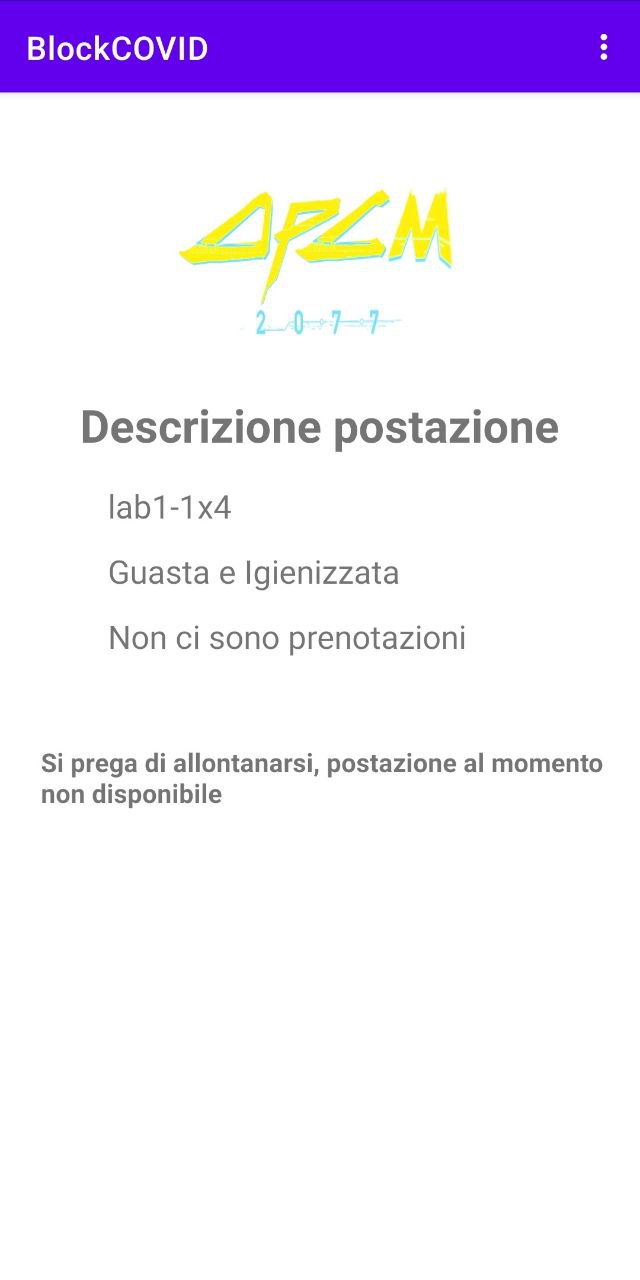 BlockCOVID
APCM
2077
Descrizione postazione
lab1-1x4
Guasta e Igienizzata
Non ci sono prenotazioni
Si prega di allontanarsi, postazione al momento
non disponibile